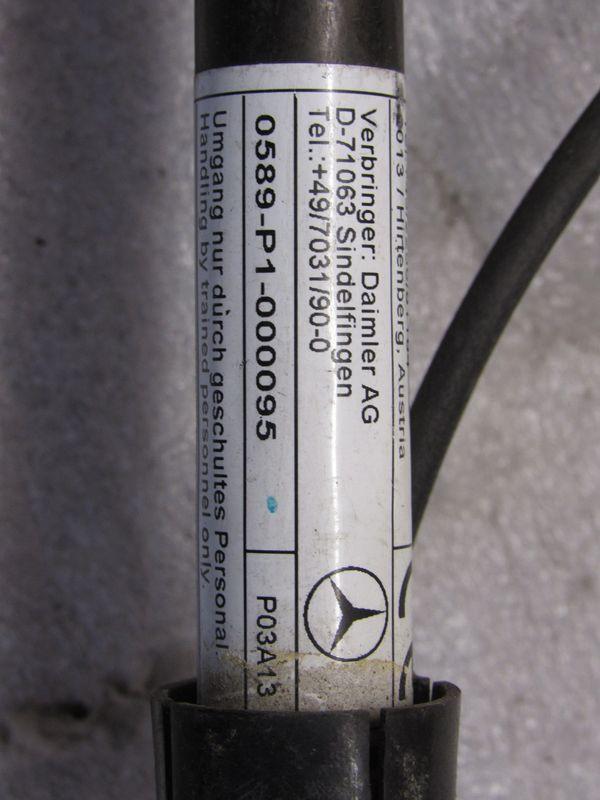 2013 / Hirtenberg, Austria
Verbringer: Daimler AG
D-71063 Sindelfingen
Tel.:+49/7031/90-0
0589-P1-000095
P03A13
Umgang nur durch geschultes Personal.
Handling by trained personnel only.